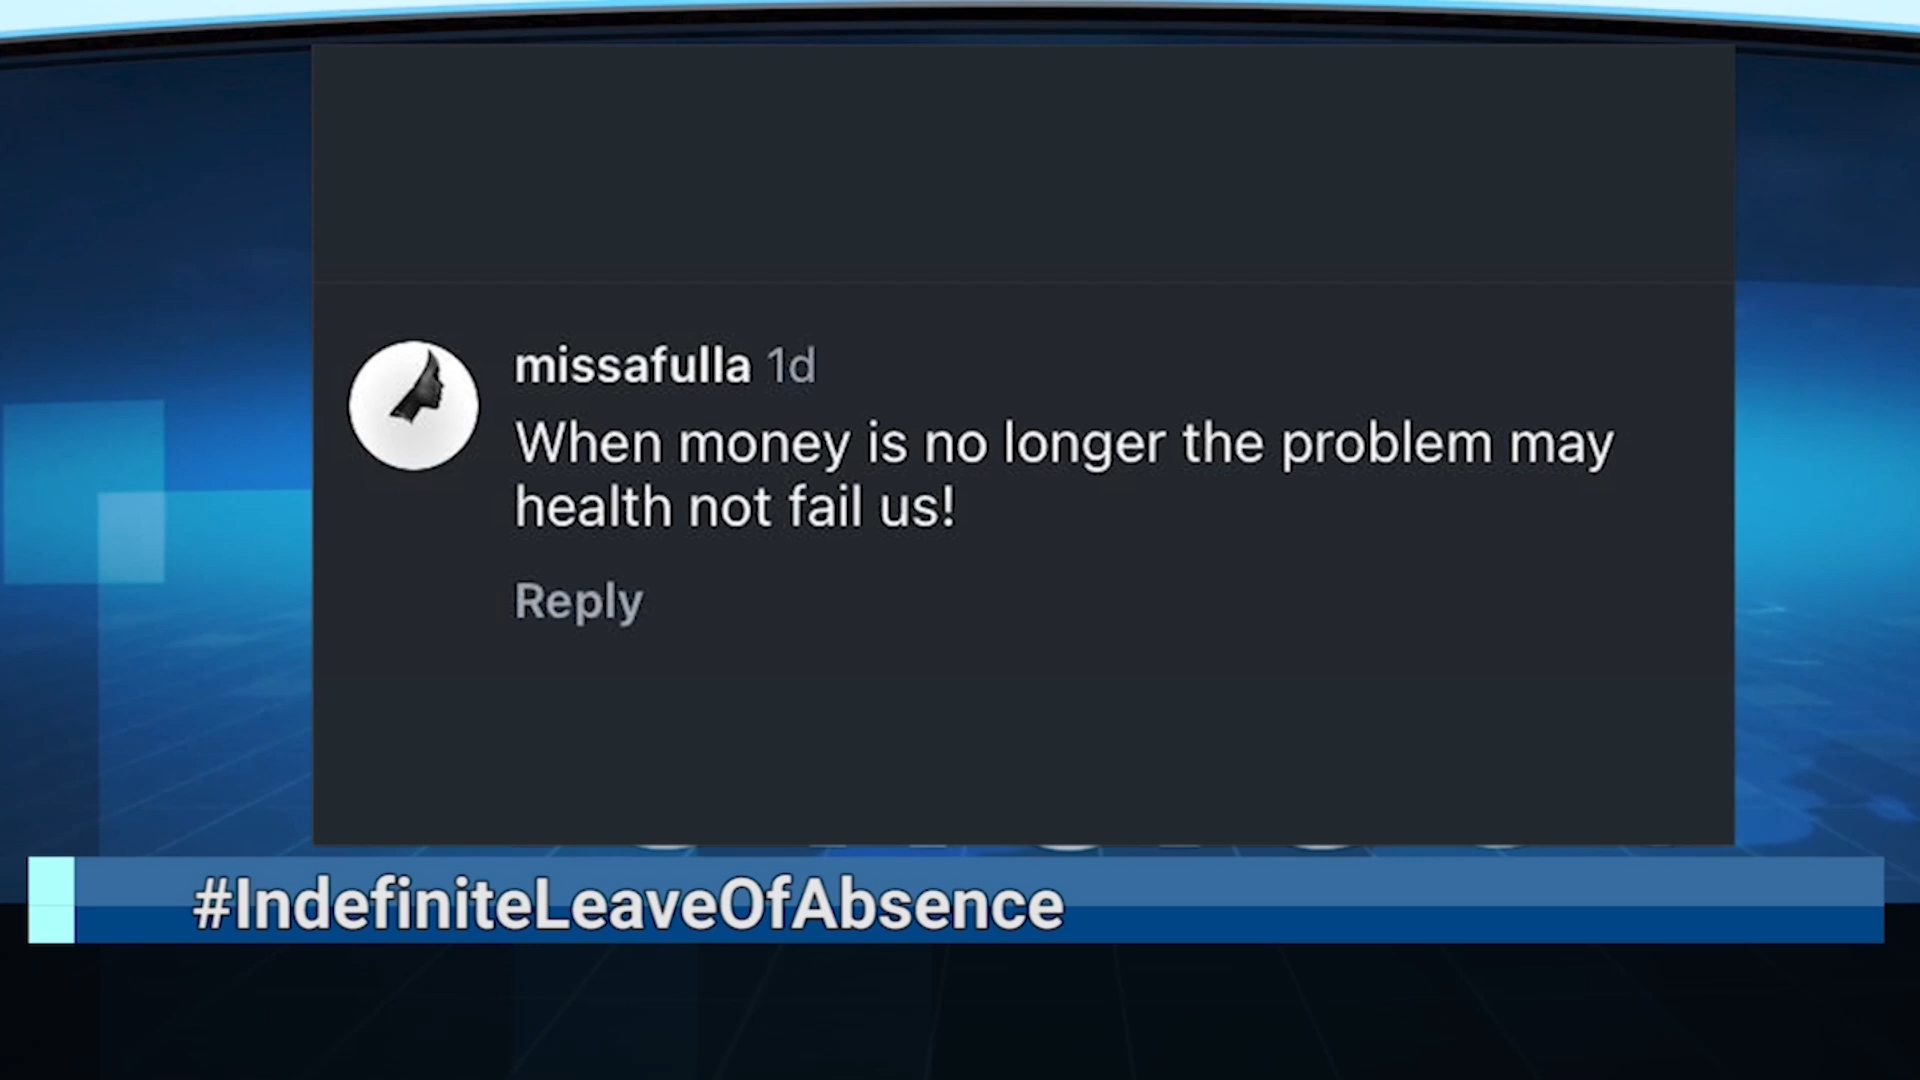 missafulla 1d
When money is no longer the problem may
health not fail us!
Reply
#IndefiniteLeaveOfAbsence